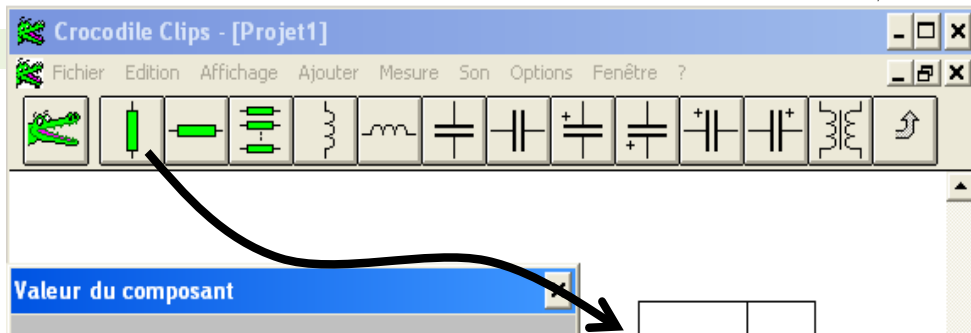 Crocodile Clips - [Projet1]
Fichier Edition Affichage Ajouter Mesure Son Options Fenêtre ?
Valeur du composant